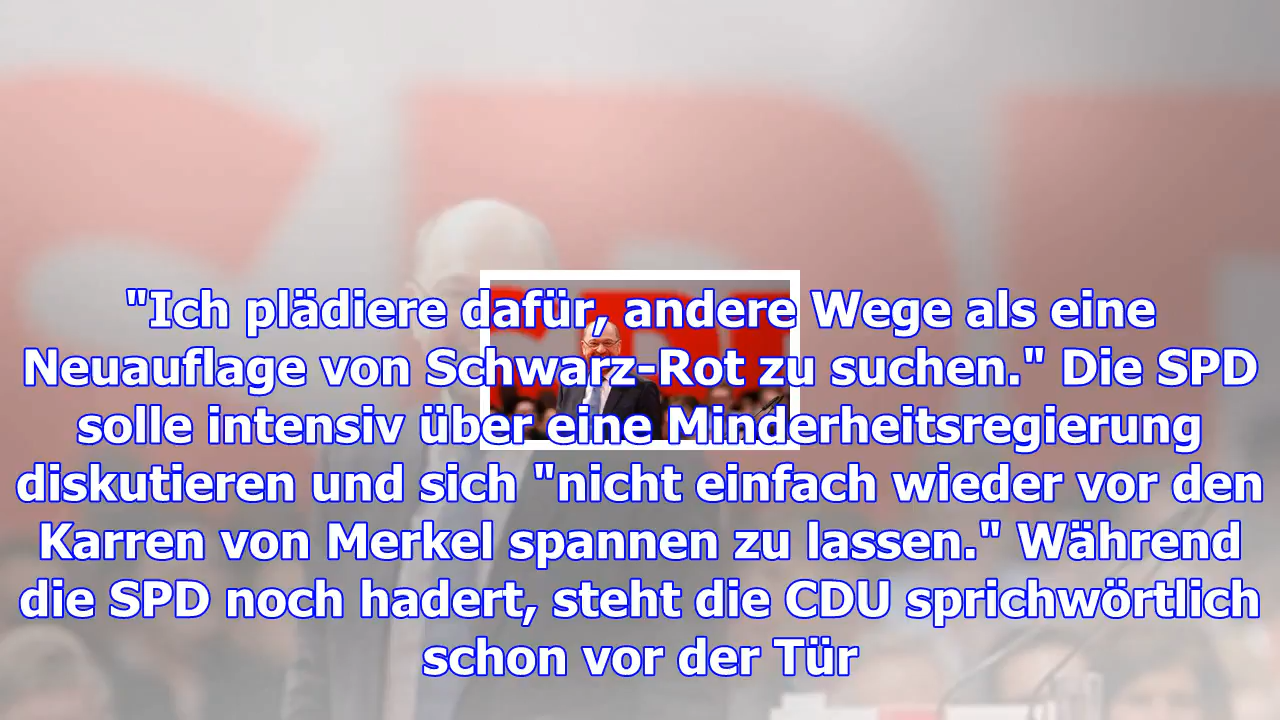 "Ich plädiere dafür, andere Wege als eine
Neuauflage von Schwarz-Rot zu suchen." Die SPD
solle intensiv über eine Minderheitsregierung
diskutieren und sich "nicht einfach wieder vor den
Karren von Merkel spannen zu lassen." Während
die SPD noch hadert, steht die CDU sprichwörtlich
schon vor der Tür